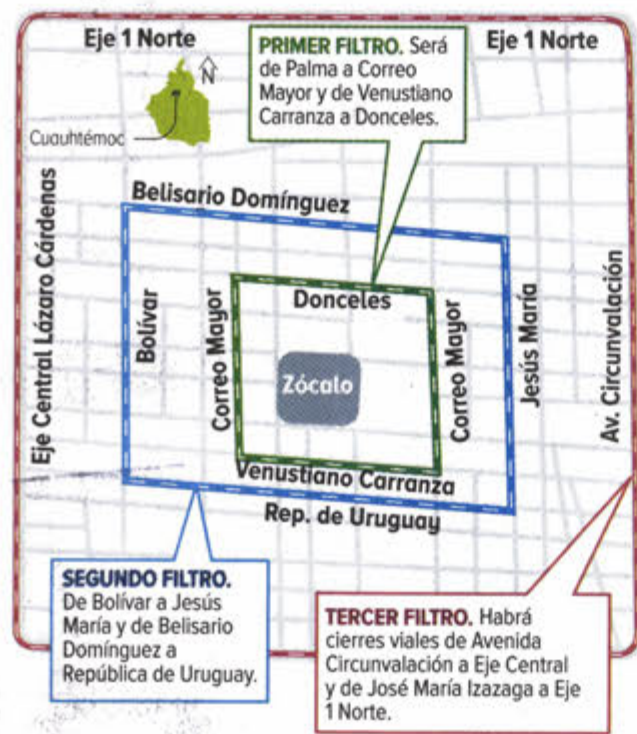 Eje 1 Norte
Eje 1 Norte
PRIMER FILTRO. Será
de Palma a Correo
Mayor y de Venustiano
Carranza a Donceles.
N
Cuauhtémoc
Belisario Domínguez
Eje Central Lázaro Cárdenas
Bolívar
Correo Mayor
Donceles
Zócalo
Correo Mayor
Jesús María
Av. Circunvalación
Venustiano Carranza
Rep. de Uruguay
SEGUNDO FILTRO.
De Bolívar a Jesús
María y de Belisario
Domínguez a
República de Uruguay.
TERCER FILTRO. Habrá
cierres viales de Avenida
Circunvalación a Eje Central
y de José María Izazaga a Eje
1 Norte.